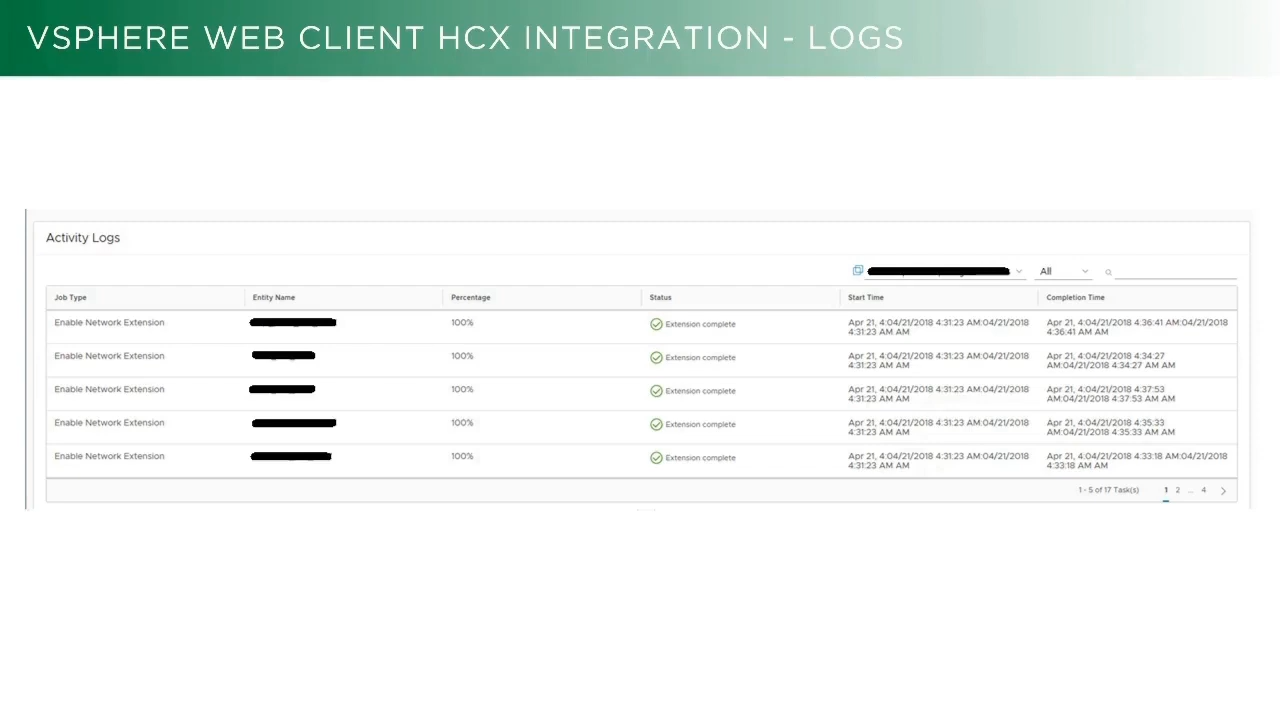 VSPHERE WEB CLIENT HCX INTEGRATION - LOGS
Activity Logs
All
Job Type Entity Name Percentage Status Start Time Completion Time
Enable Network Extension 100% Extension complete Apr 21, 4:04/21/2018 4:31:23 AM:04/21/2018 Apr 21, 4:04/21/2018 4:36:41 AM:04/21/2018
4:31:23 AM AM 4:36:41 AM AM
Enable Network Extension 100% Extension complete Apr 21, 4:04/21/2018 4:31:23 AM:04/21/2018 Apr 21, 4:04/21/2018 4:34:27
4:31:23 AM AM AM:04/21/2018 4:34:27 AM AM
Enable Network Extension 100% Extension complete Apr 21, 4:04/21/2018 4:31:23 AM:04/21/2018 Apr 21, 4:04/21/2018 4:37:53
4:31:23 AM AM AM:04/21/2018 4:37:53 AM AM
Enable Network Extension 100% Extension complete Apr 21, 4:04/21/2018 4:31:23 AM:04/21/2018 Apr 21, 4:04/21/2018 4:35:33
4:31:23 AM AM AM:04/21/2018 4:35:33 AM AM
Enable Network Extension 100% Extension complete Apr 21, 4:04/21/2018 4:31:23 AM:04/21/2018 Apr 21, 4:04/21/2018 4:33:18 AM:04/21/2018
4:31:23 AM AM 4:33:18 AM AM
1 - 5 of 17 Task(s) 1 2 ... 4